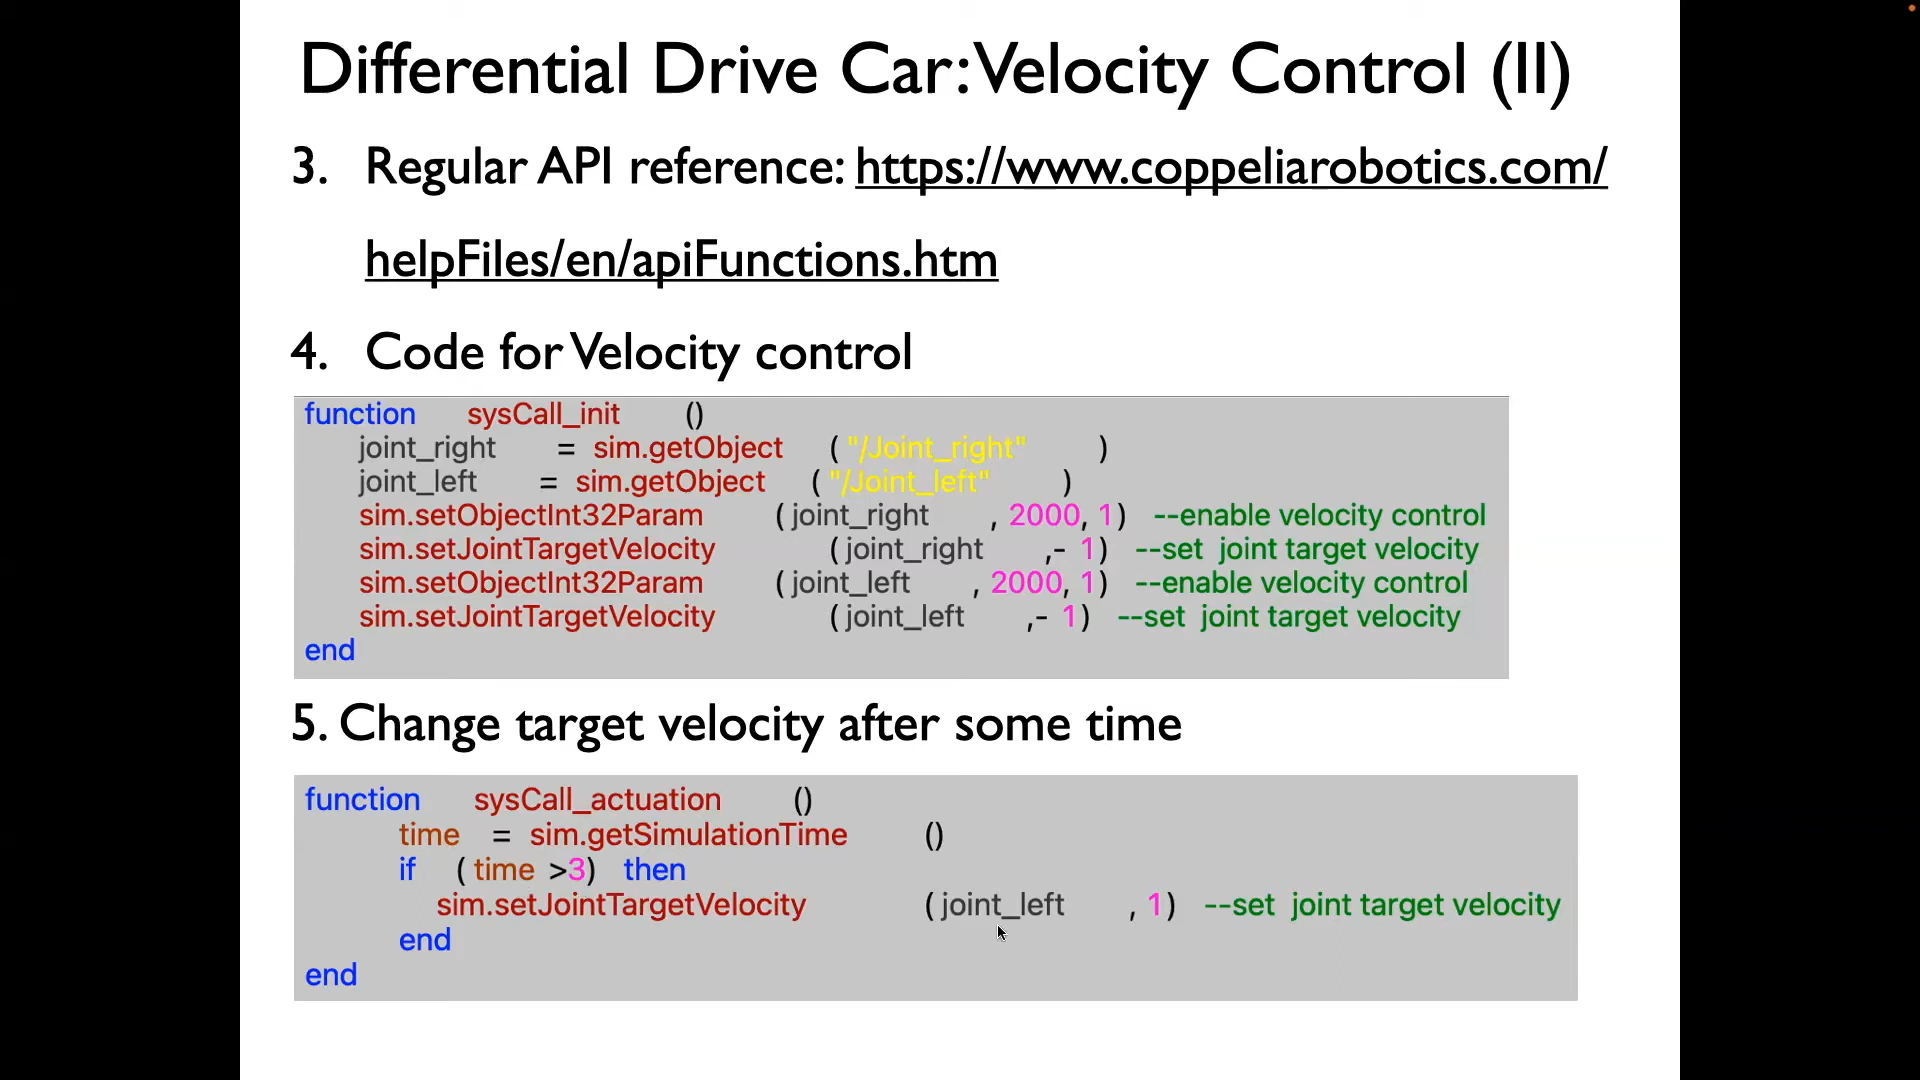 Differential Drive Car: Velocity Control (II)
3. Regular API reference: https://www.coppeliarobotics.com/
helpFiles/en/apiFunctions.htm
4. Code for Velocity control
function sysCall_init ()
joint_right = sim.getObject ( "/Joint_right" )
joint_left = sim.getObject ( "/Joint_left" )
sim.setObjectInt32Param ( joint_right , 2000, 1 ) --enable velocity control
sim.setJointTargetVelocity ( joint_right ,- 1 ) --set joint target velocity
sim.setObjectInt32Param ( joint_left , 2000, 1 ) --enable velocity control
sim.setJointTargetVelocity ( joint_left ,- 1 ) --set joint target velocity
end
5. Change target velocity after some time
function sysCall_actuation ()
time = sim.getSimulationTime ()
if ( time >3 ) then
sim.setJointTargetVelocity ( joint_left , 1 ) --set joint target velocity
end
end